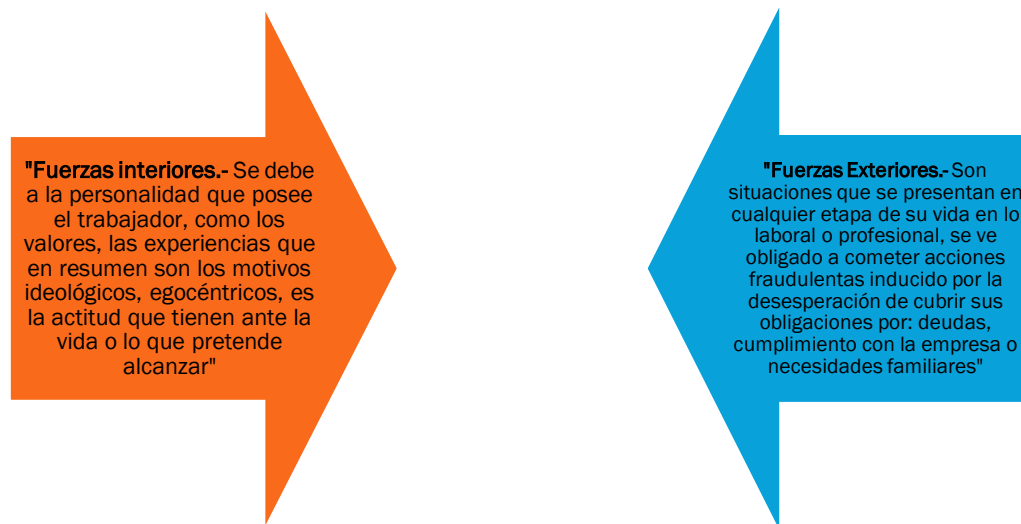 "Fuerzas interiores.- Se debe
a la personalidad que posee
el trabajador, como los
valores, las experiencias que
en resumen son los motivos
ideológicos, egocéntricos, es
la actitud que tienen ante la
vida o lo que pretende
alcanzar"
"Fuerzas Exteriores.- Son
situaciones que se presentan en
cualquier etapa de su vida en lo
laboral o profesional, se ve
obligado a cometer acciones
fraudulentas inducido por la
desesperación de cubrir sus
obligaciones por: deudas,
cumplimiento con la empresa o
necesidades familiares"